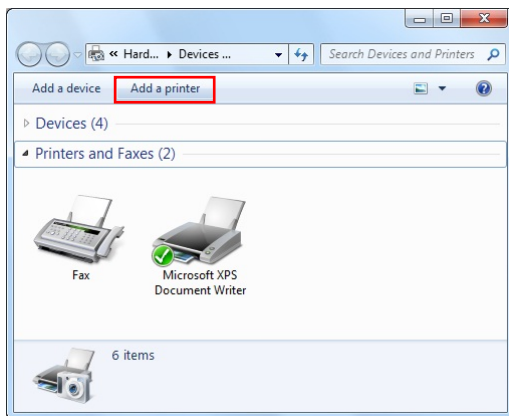 « Hard... ▸ Devices ...
Search Devices and Printers
Add a device Add a printer
Devices (4)
Printers and Faxes (2)
Fax
Microsoft XPS
Document Writer
6 items